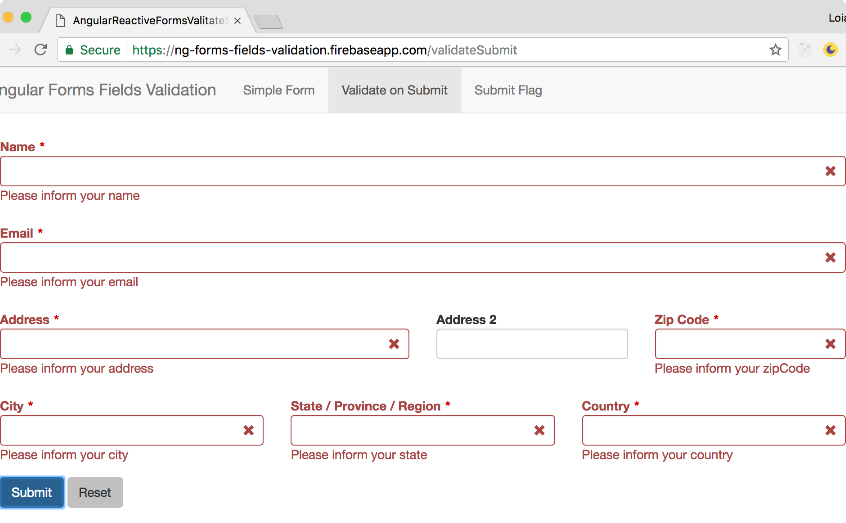 AngularReactiveFormsValitateS
Loia
Secure https://ng-forms-fields-validation.firebaseapp.com/validateSubmit
ngular Forms Fields Validation Simple Form Validate on Submit Submit Flag
Name *
Please inform your name
Email *
Please inform your email
Address * Address 2 Zip Code *
Please inform your address Please inform your zipCode
City * State / Province / Region * Country *
Please inform your city Please inform your state Please inform your country
Submit Reset